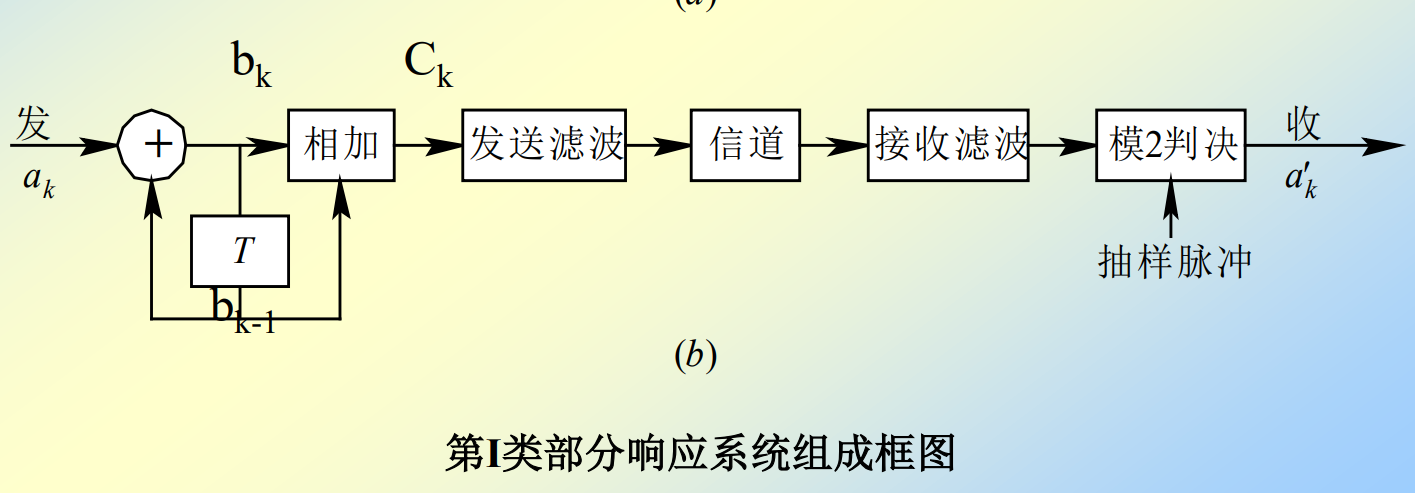 (a)
b_k C_k
发 + 相加 发送滤波 信道 接收滤波 模2判决 收
a_k a'_k
T
抽样脉冲
b_{k-1}
(b)
第I类部分响应系统组成框图